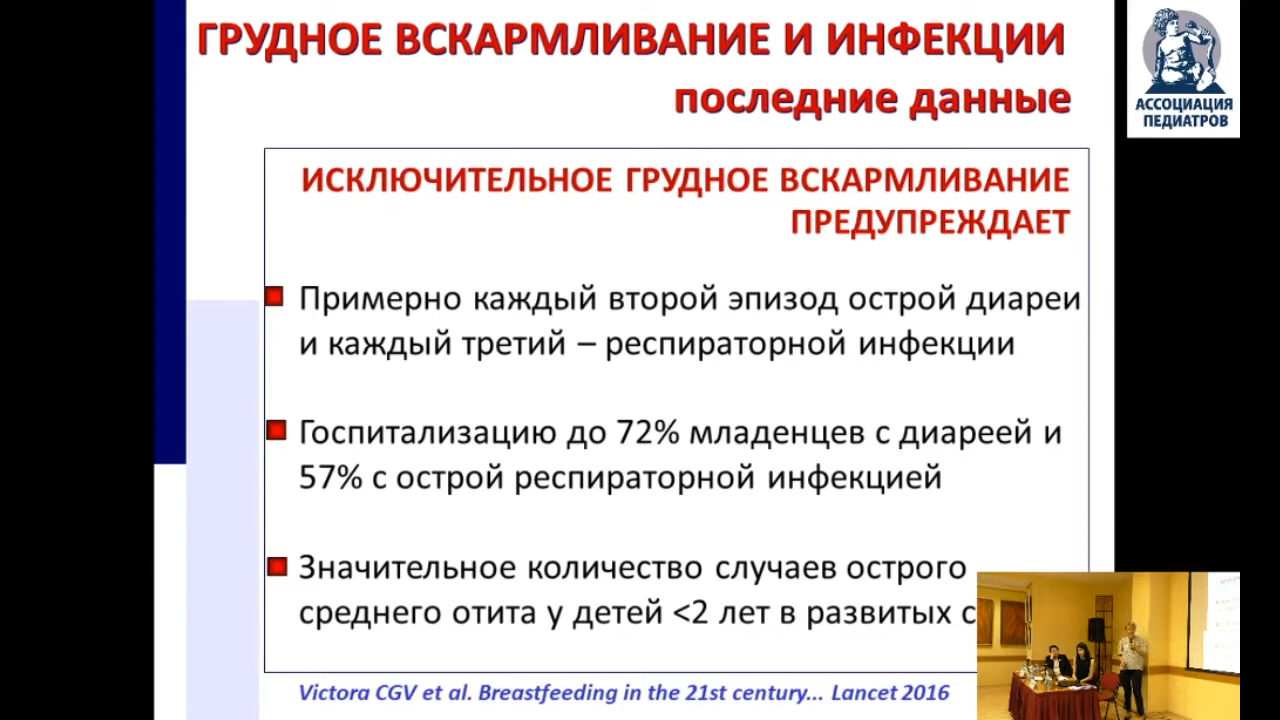 ГРУДНОЕ ВСКАРМЛИВАНИЕ И ИНФЕКЦИИ
последние данные
АССОЦИАЦИЯ
ПЕДИАТРОВ
ИСКЛЮЧИТЕЛЬНОЕ ГРУДНОЕ ВСКАРМЛИВАНИЕ
ПРЕДУПРЕЖДАЕТ
Примерно каждый второй эпизод острой диареи
и каждый третий – респираторной инфекции
Госпитализацию до 72% младенцев с диареей и
57% с острой респираторной инфекцией
Значительное количество случаев острого
среднего отита у детей <2 лет в развитых с
Victora CGV et al. Breastfeeding in the 21st century... Lancet 2016